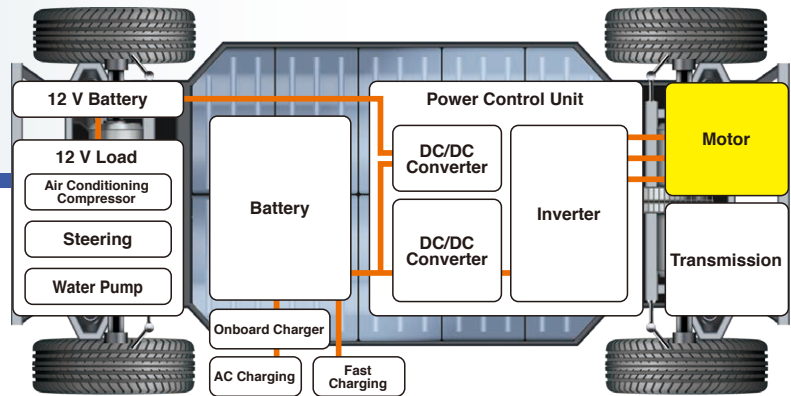 12 V Battery
12 V Load
Air Conditioning
Compressor
Steering
Water Pump
Battery
Onboard Charger
AC Charging
Fast
Charging
Power Control Unit
DC/DC
Converter
DC/DC
Converter
Inverter
Motor
Transmission